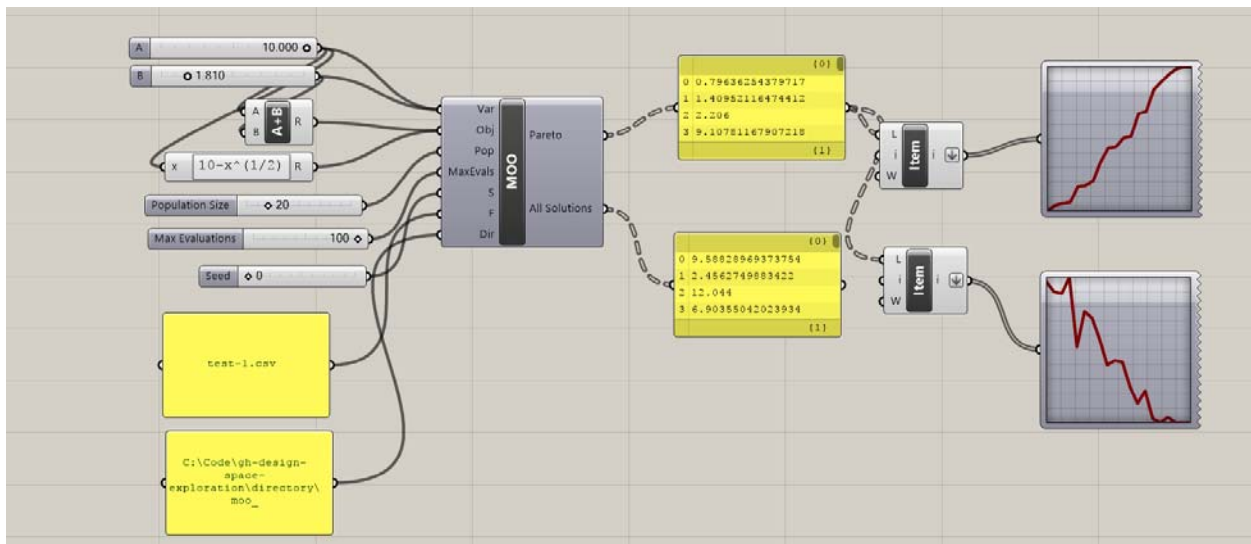 A 10.000
B 1.810
A
B
A+B
R
x
10-x^(1/2)
R
Population Size 20
Max Evaluations 100
Seed 0
test-1.csv
C:\Code\gh-design-
space-
exploration\directory\
moo_
Var
Obj
Pop
MaxEvals
S
F
Dir
MOO
Pareto
All Solutions
{0}
0 0.79636254379717
1 1.40952116474412
2 2.206
3 9.10781167907218
{1}
{0}
0 9.58828969373754
1 2.4562749883422
2 12.044
3 6.90355042023934
{1}
L
i
W
Item
i
L
i
W
Item
i